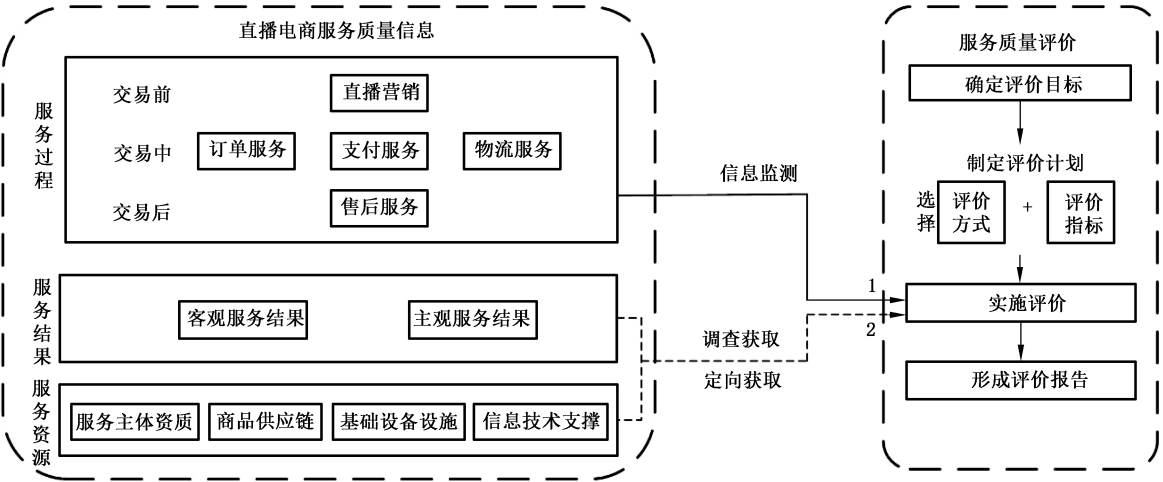 直播电商服务质量信息
服务过程
交易前
直播营销
交易中
订单服务
支付服务
物流服务
交易后
售后服务
服务结果
客观服务结果
主观服务结果
服务资源
服务主体资质
商品供应链
基础设备设施
信息技术支撑
信息监测
调查获取
定向获取
1
2
服务质量评价
确定评价目标
制定评价计划
选择
评价
方式
+
评价
指标
实施评价
形成评价报告